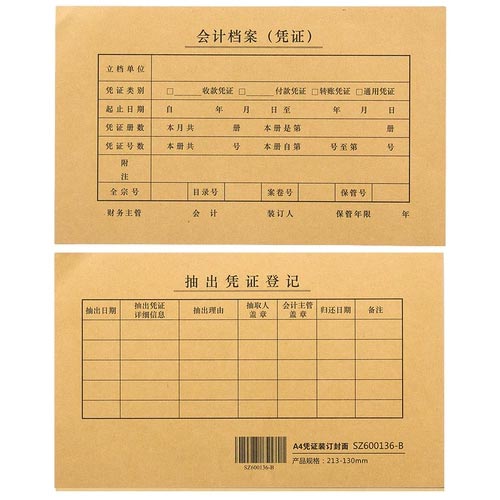 会计档案（凭证）
立档单位
凭证类别 □ 收款凭证 □ 付款凭证 □转账凭证 □通用凭证
起止日期 自 年 月 日至 年 月 日
凭证册数 本月共 册 本册是第 册
凭证号数 本册共 号 本册自第 号至第 号
附
注
全宗号 目录号 案卷号 保管号
财务主管 会计 装订人 保管年限 年
抽出凭证登记
抽出日期 抽出凭证详细信息 抽出理由 抽取人盖章 会计主管盖章 归还日期 备注
SZ600136-B
A4凭证装订封面 SZ600136-B
产品规格：213-130mm